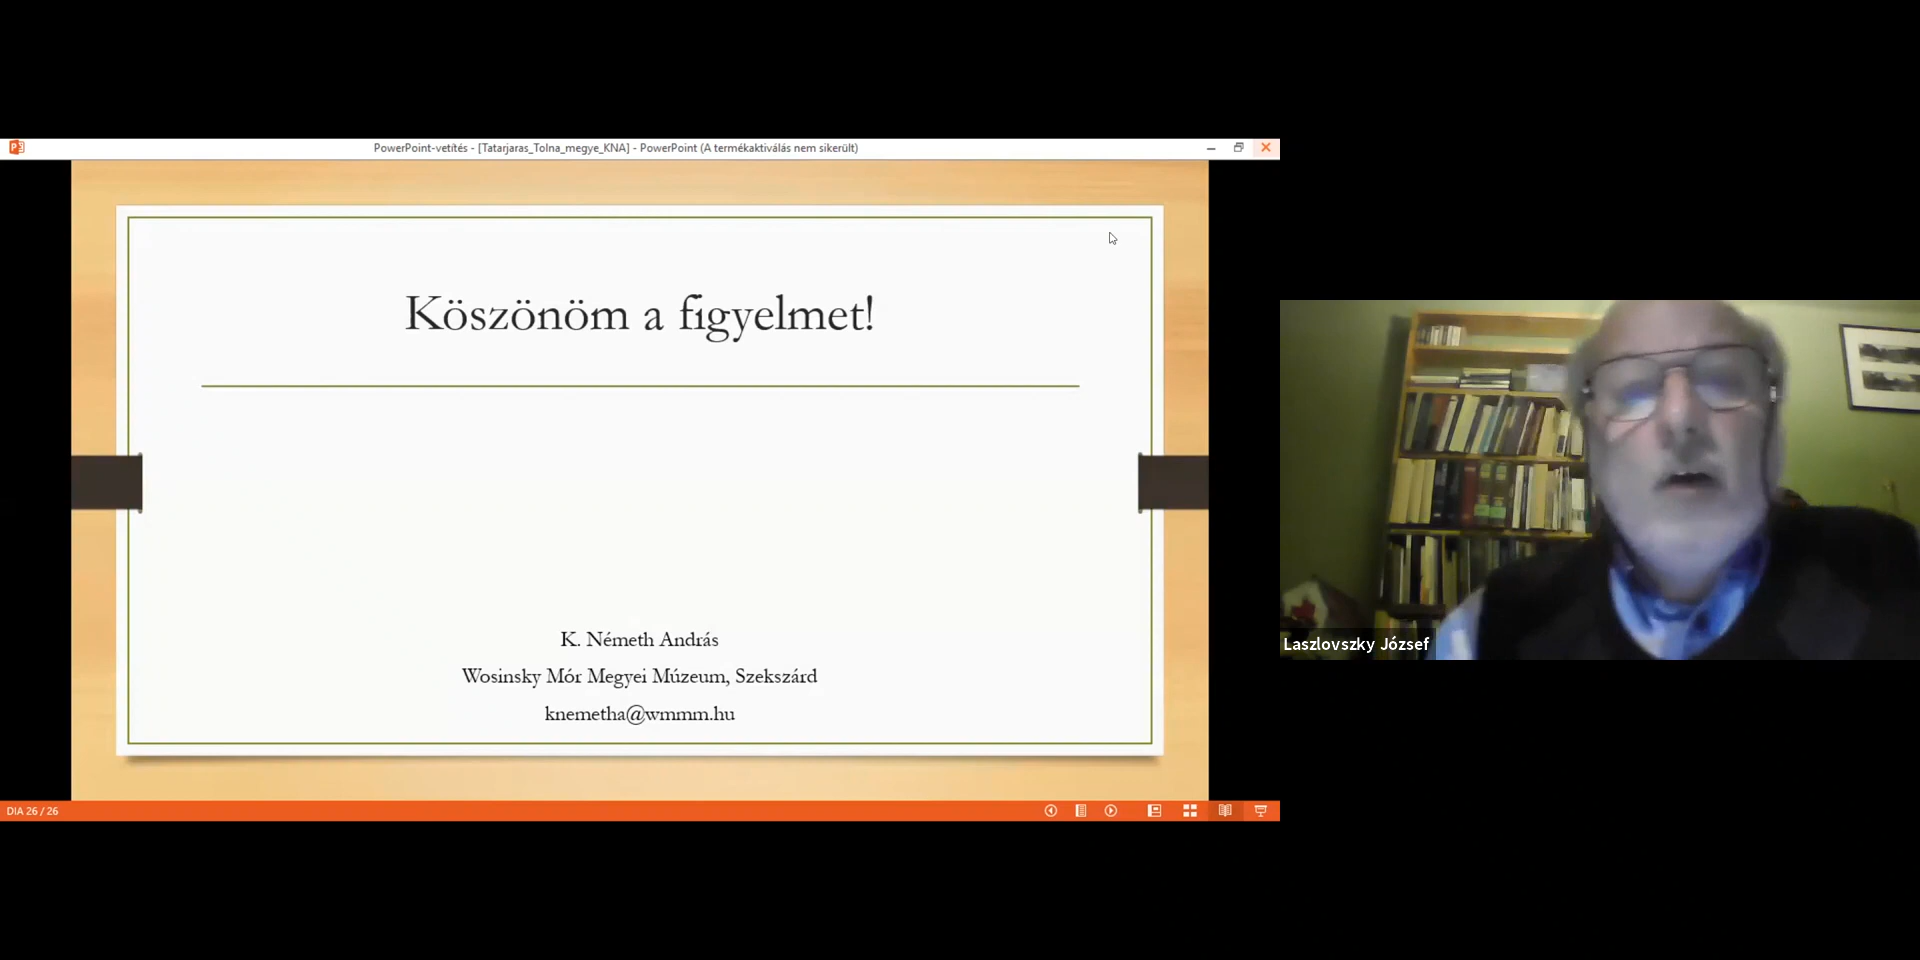 PowerPoint-vetítés - [Tatarjaras_Tolna_megye_KNA] - PowerPoint (A termékaktiválás nem sikerült)
Köszönöm a figyelmet!
K. Németh András
Wosinsky Mór Megyei Múzeum, Szekszárd
knemetha@wmmm.hu
Laszlovszky József
DIA 26 / 26